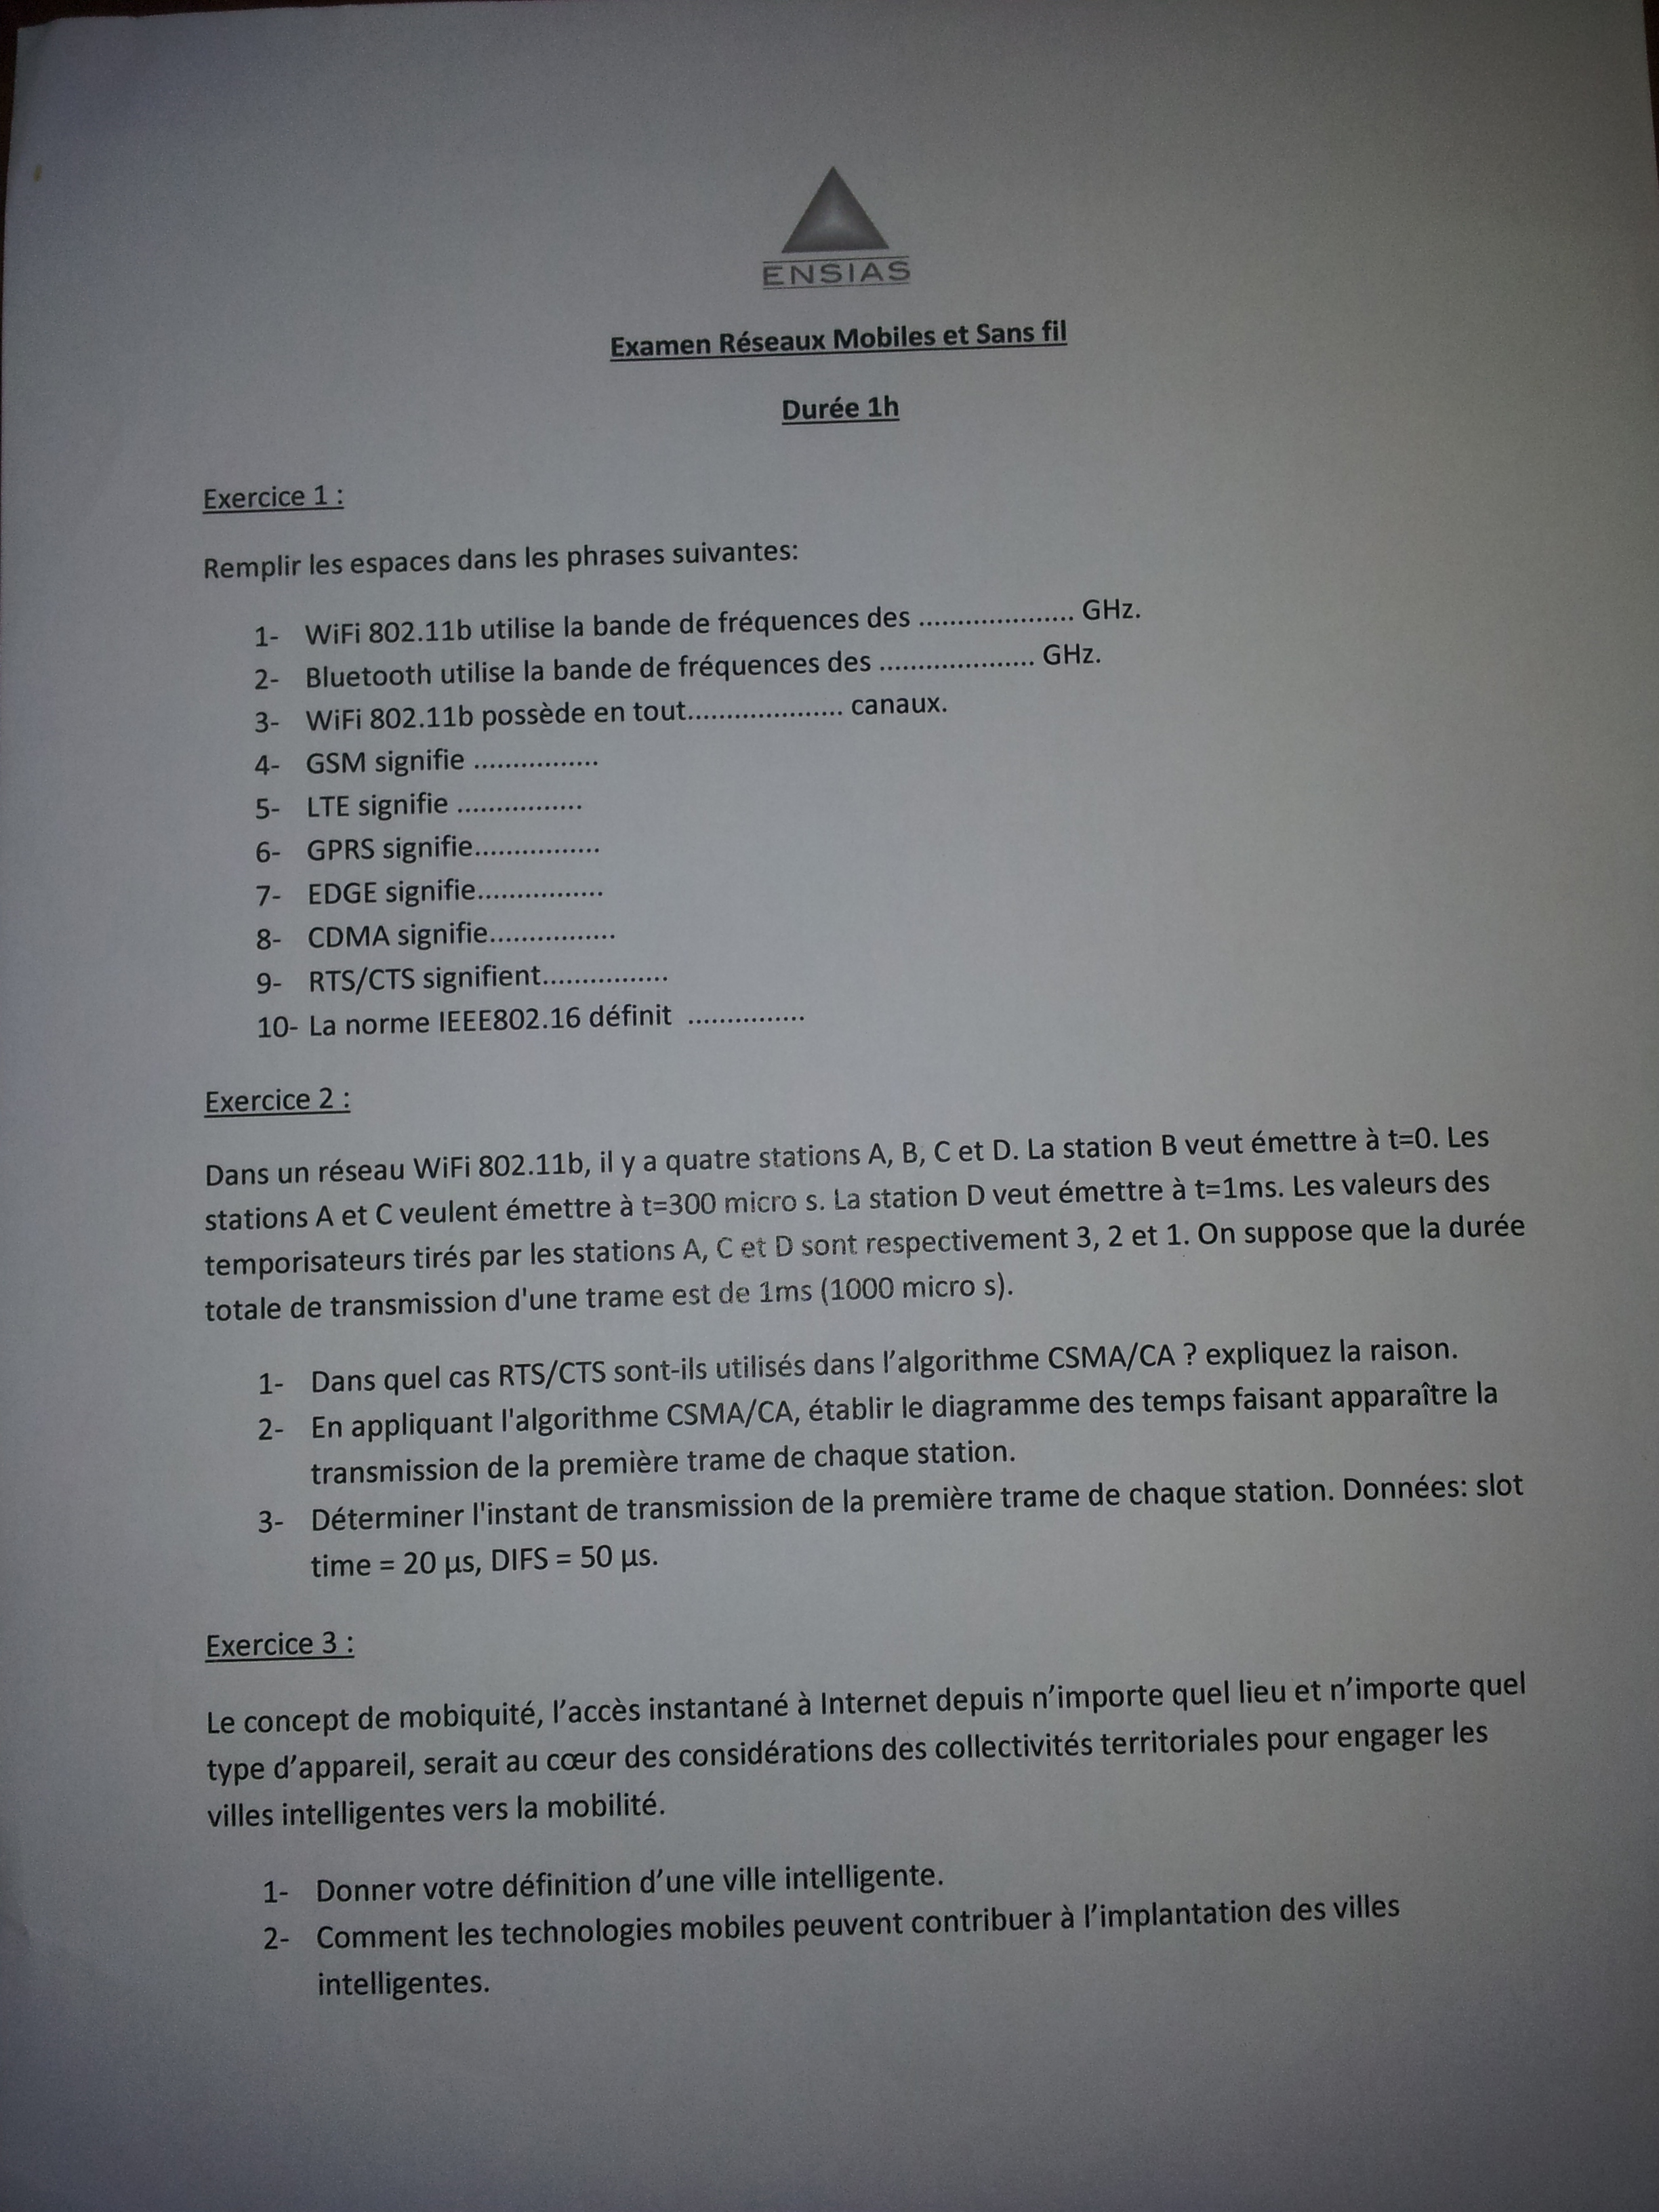 ENSIAS
Examen Réseaux Mobiles et Sans fil
Durée 1h
Exercice 1 :
Remplir les espaces dans les phrases suivantes:
1- WiFi 802.11b utilise la bande de fréquences des .................... GHz.
2- Bluetooth utilise la bande de fréquences des .................... GHz.
3- WiFi 802.11b possède en tout.................... canaux.
4- GSM signifie ................
5- LTE signifie ................
6- GPRS signifie................
7- EDGE signifie................
8- CDMA signifie................
9- RTS/CTS signifient................
10- La norme IEEE802.16 définit ...............
Exercice 2 :
Dans un réseau WiFi 802.11b, il y a quatre stations A, B, C et D. La station B veut émettre à t=0. Les
stations A et C veulent émettre à t=300 micro s. La station D veut émettre à t=1ms. Les valeurs des
temporisateurs tirés par les stations A, C et D sont respectivement 3, 2 et 1. On suppose que la durée
totale de transmission d'une trame est de 1ms (1000 micro s).
1- Dans quel cas RTS/CTS sont-ils utilisés dans l’algorithme CSMA/CA ? expliquez la raison.
2- En appliquant l'algorithme CSMA/CA, établir le diagramme des temps faisant apparaître la
transmission de la première trame de chaque station.
3- Déterminer l'instant de transmission de la première trame de chaque station. Données: slot
time = 20 µs, DIFS = 50 µs.
Exercice 3 :
Le concept de mobiquité, l’accès instantané à Internet depuis n’importe quel lieu et n’importe quel
type d’appareil, serait au cœur des considérations des collectivités territoriales pour engager les
villes intelligentes vers la mobilité.
1- Donner votre définition d’une ville intelligente.
2- Comment les technologies mobiles peuvent contribuer à l’implantation des villes
intelligentes.